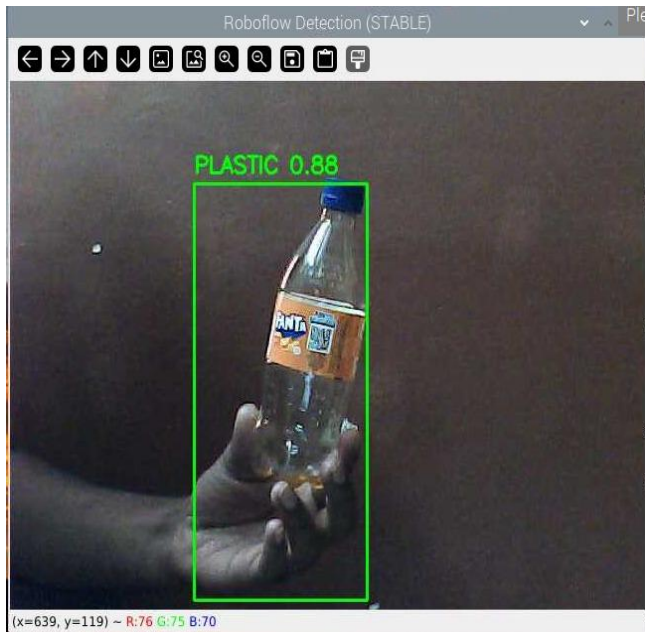 Roboflow Detection (STABLE)
Ple
PLASTIC 0.88
FANTA
(x=639, y=119) ~ R:76 G:75 B:70